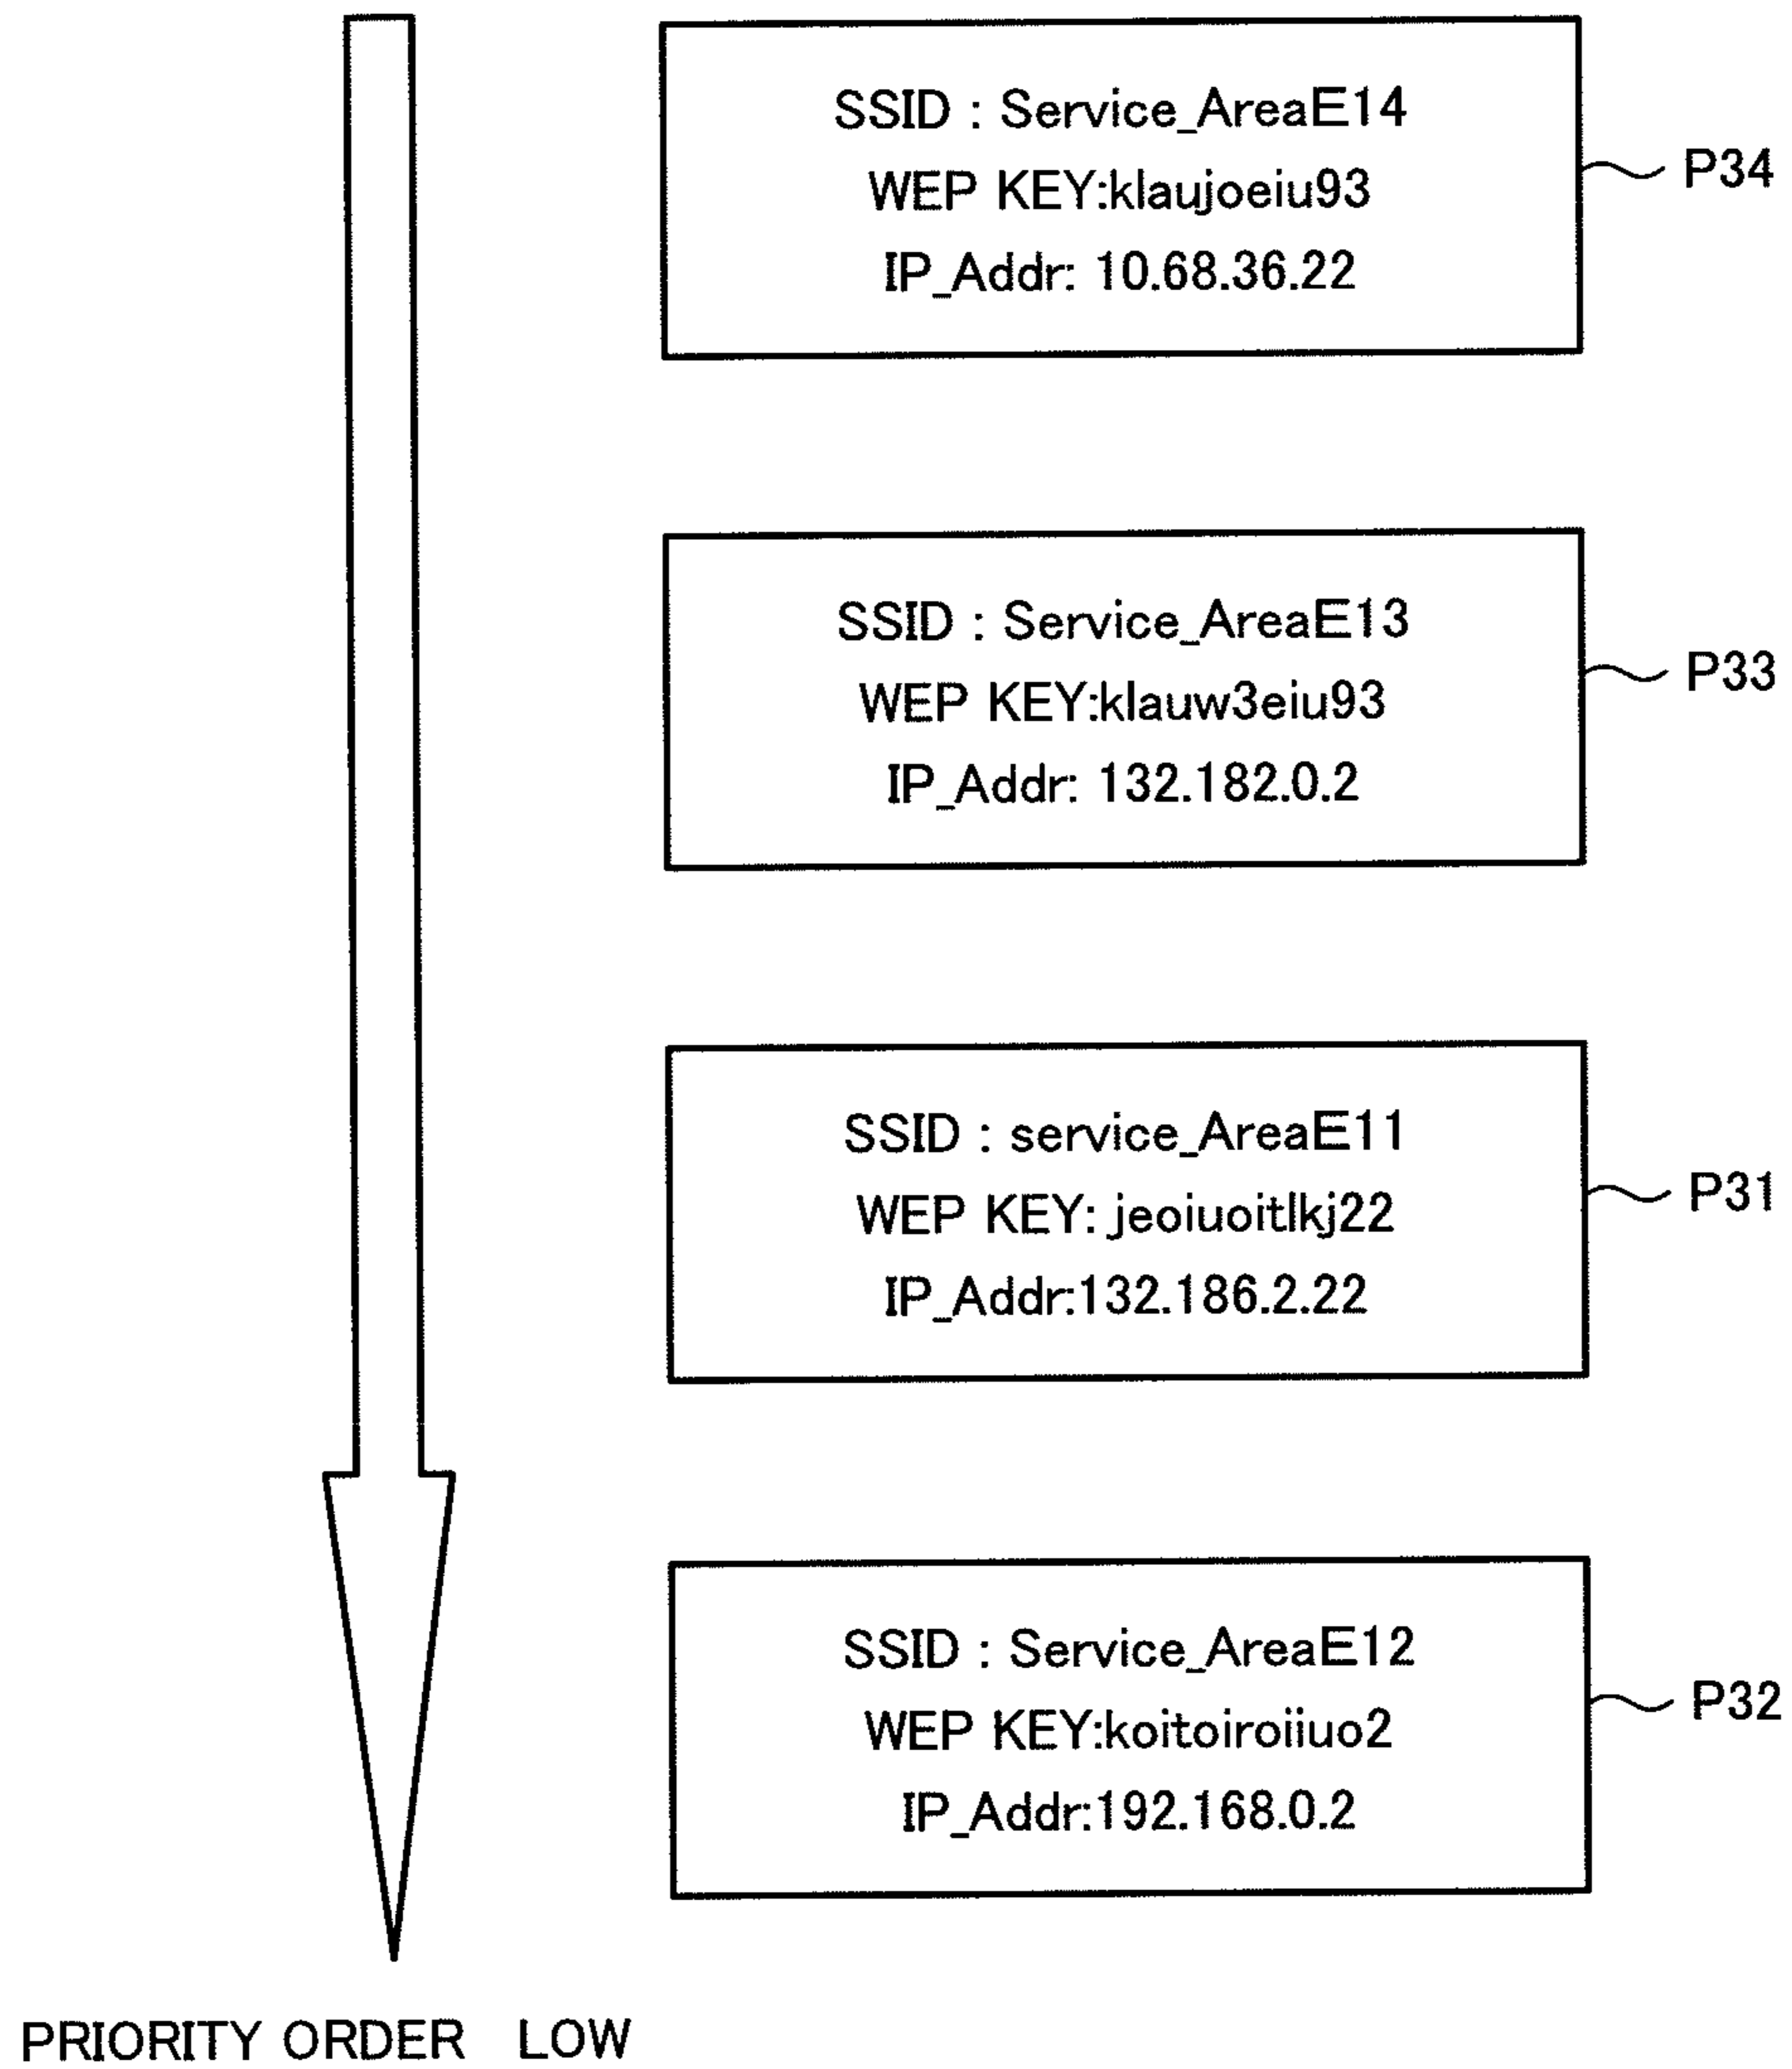 SSID : Service_AreaE14
WEP KEY:klaujoeiu93
IP_Addr: 10.68.36.22
P34
SSID : Service_AreaE13
WEP KEY:klauw3eiu93
IP_Addr: 132.182.0.2
P33
SSID : service_AreaE11
WEP KEY: jeoiuoitlkj22
IP_Addr:132.186.2.22
P31
SSID : Service_AreaE12
WEP KEY:koitoiroiiuo2
IP_Addr:192.168.0.2
P32
PRIORITY ORDER LOW